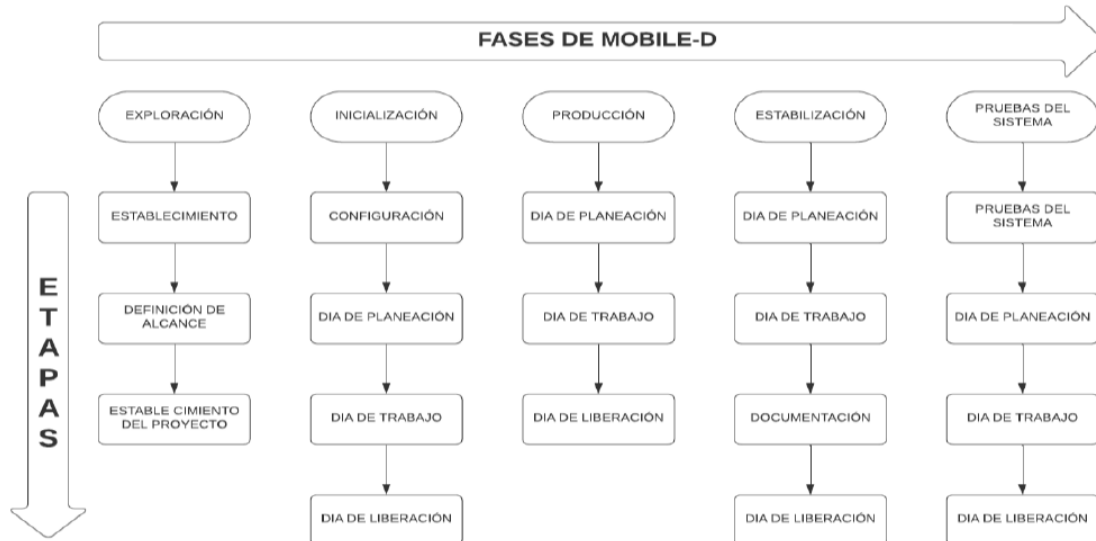 FASES DE MOBILE-D
EXPLORACIÓN
INICIALIZACIÓN
PRODUCCIÓN
ESTABILIZACIÓN
PRUEBAS DEL
SISTEMA
ETAPAS
ESTABLECIMIENTO
CONFIGURACIÓN
DIA DE PLANEACIÓN
DIA DE PLANEACIÓN
PRUEBAS DEL
SISTEMA
DEFINICIÓN DE
ALCANCE
DIA DE PLANEACIÓN
DIA DE TRABAJO
DIA DE TRABAJO
DIA DE PLANEACIÓN
ESTABLE CIMIENTO
DEL PROYECTO
DIA DE TRABAJO
DIA DE LIBERACIÓN
DOCUMENTACIÓN
DIA DE TRABAJO
DIA DE LIBERACIÓN
DIA DE LIBERACIÓN
DIA DE LIBERACIÓN